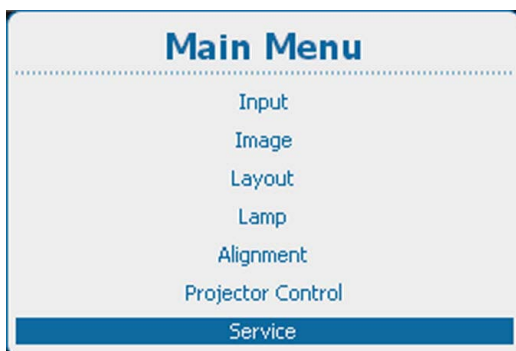 Main Menu
Input
Image
Layout
Lamp
Alignment
Projector Control
Service